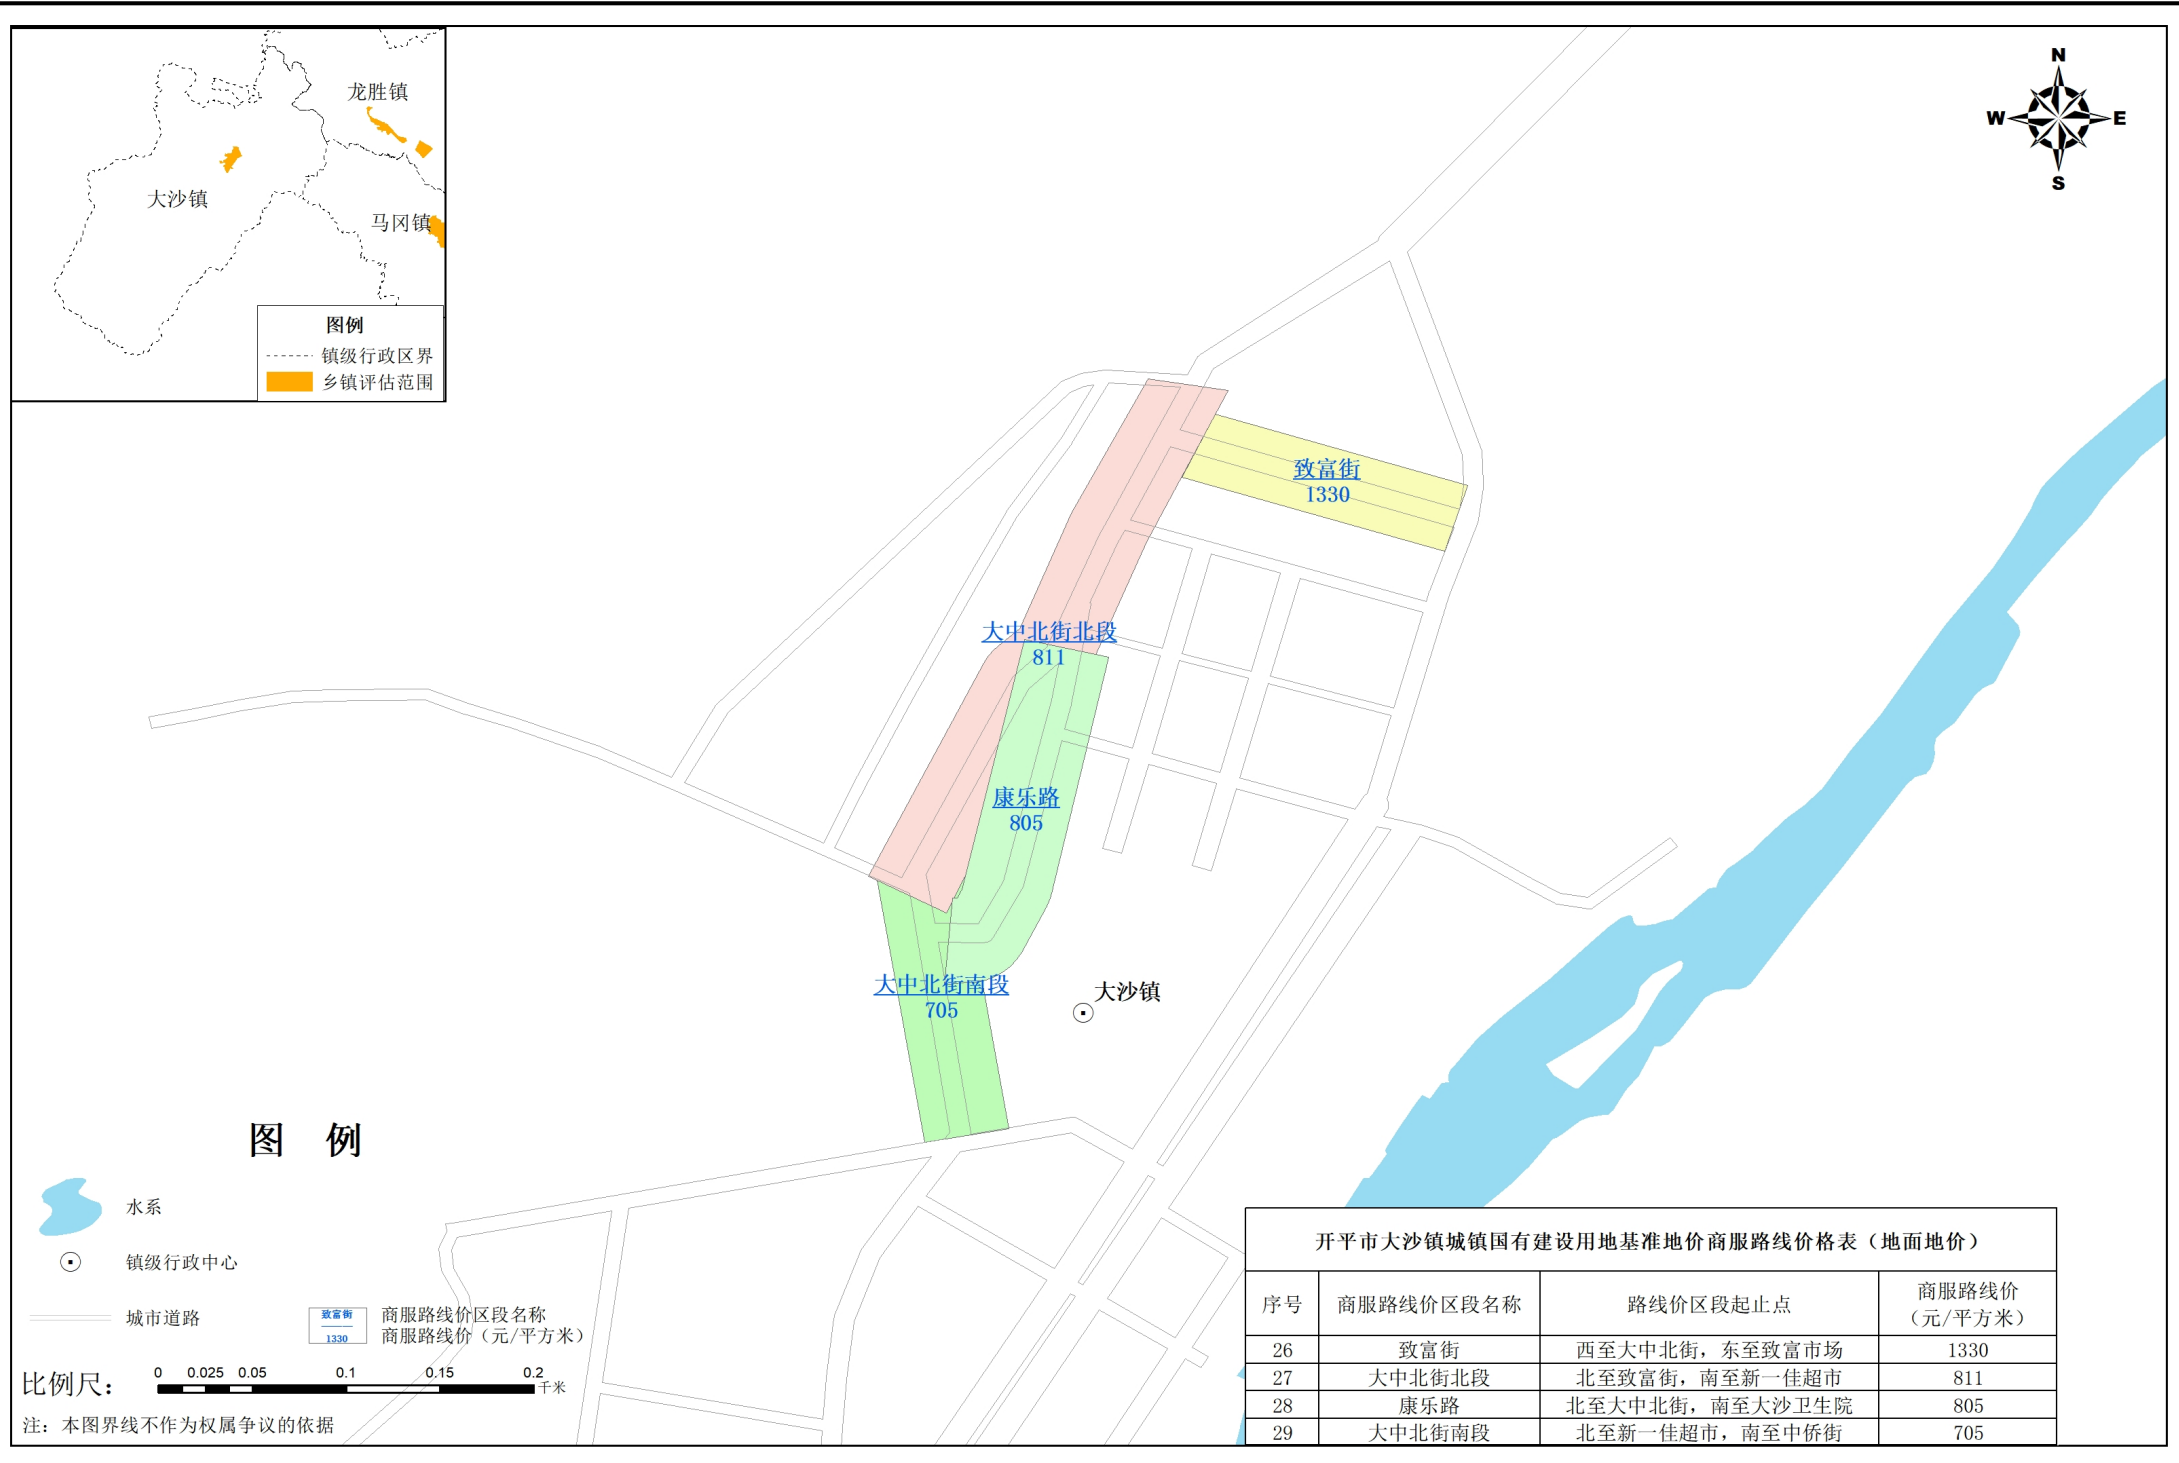 龙胜镇
大沙镇
马冈镇
图例
镇级行政区界
乡镇评估范围
N
W
E
S
致富街
1330
大中北街北段
811
康乐路
805
大中北街南段
705
大沙镇
图 例
水系
镇级行政中心
城市道路
致富街
1330
商服路线价区段名称
商服路线价（元/平方米）
比例尺：
0 0.025 0.05 0.1 0.15 0.2
千米
注：本图界线不作为权属争议的依据
开平市大沙镇城镇国有建设用地基准地价商服路线价格表（地面地价）
序号 商服路线价区段名称 路线价区段起止点 商服路线价（元/平方米）
26 致富街 西至大中北街，东至致富市场 1330
27 大中北街北段 北至致富街，南至新一佳超市 811
28 康乐路 北至大中北街，南至大沙卫生院 805
29 大中北街南段 北至新一佳超市，南至中侨街 705